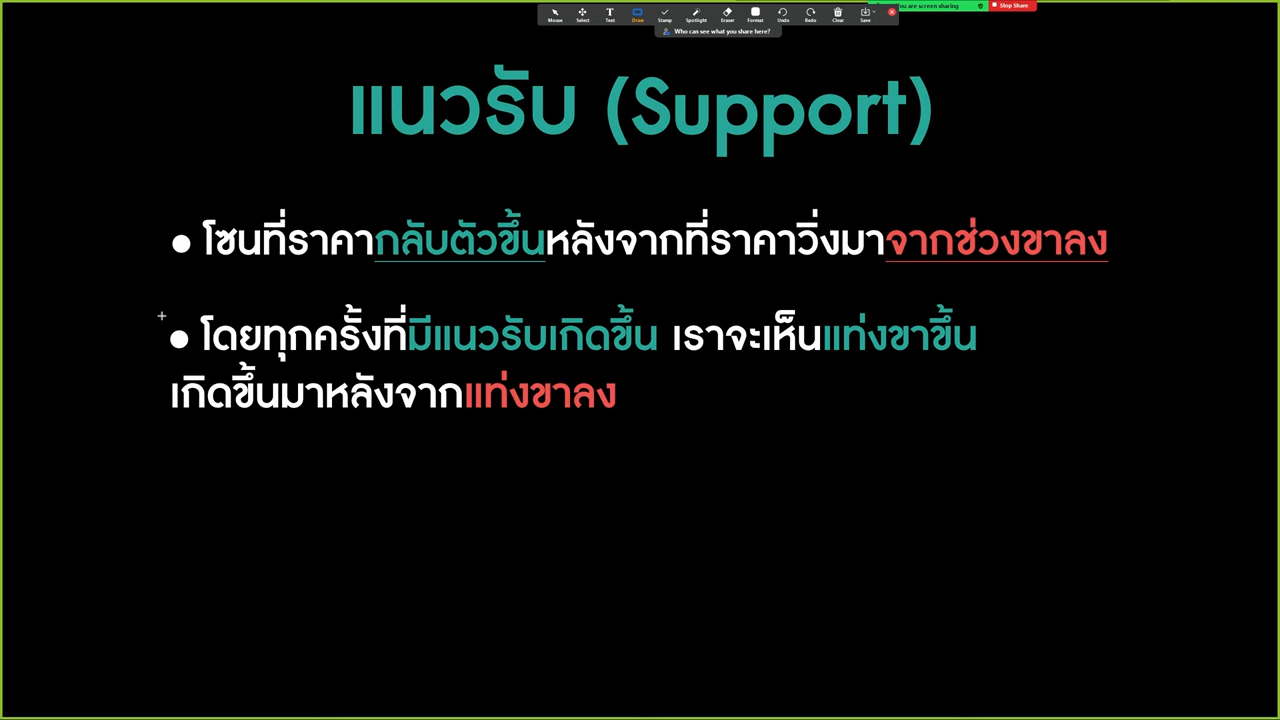 You are screen sharing
Stop Share
Mouse Select Text Draw Stamp Spotlight Eraser Format Undo Redo Clear Save
Who can see what you share here?
แนวรับ (Support)
● โซนที่ราคากลับตัวขึ้นหลังจากที่ราคาวิ่งมาจากช่วงขาลง
● โดยทุกครั้งที่มีแนวรับเกิดขึ้น เราจะเห็นแท่งขาขึ้น
เกิดขึ้นมาหลังจากแท่งขาลง